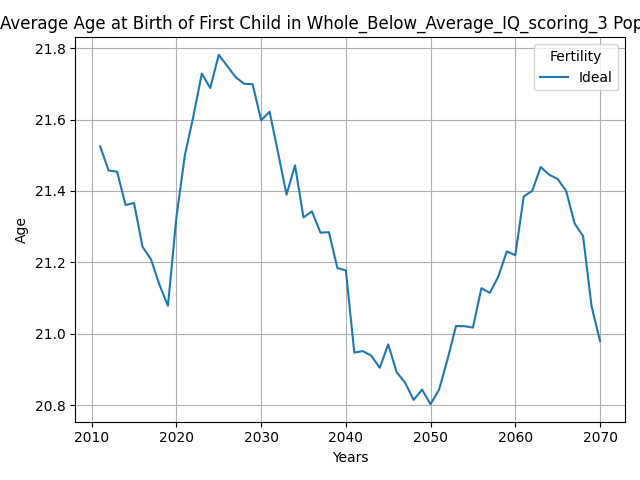 Average Age at Birth of First Child in Whole_Below_Average_IQ_scoring_3 Pop
Fertility
Ideal
21.8
21.6
21.4
21.2
21.0
20.8
Age
2010 2020 2030 2040 2050 2060 2070
Years